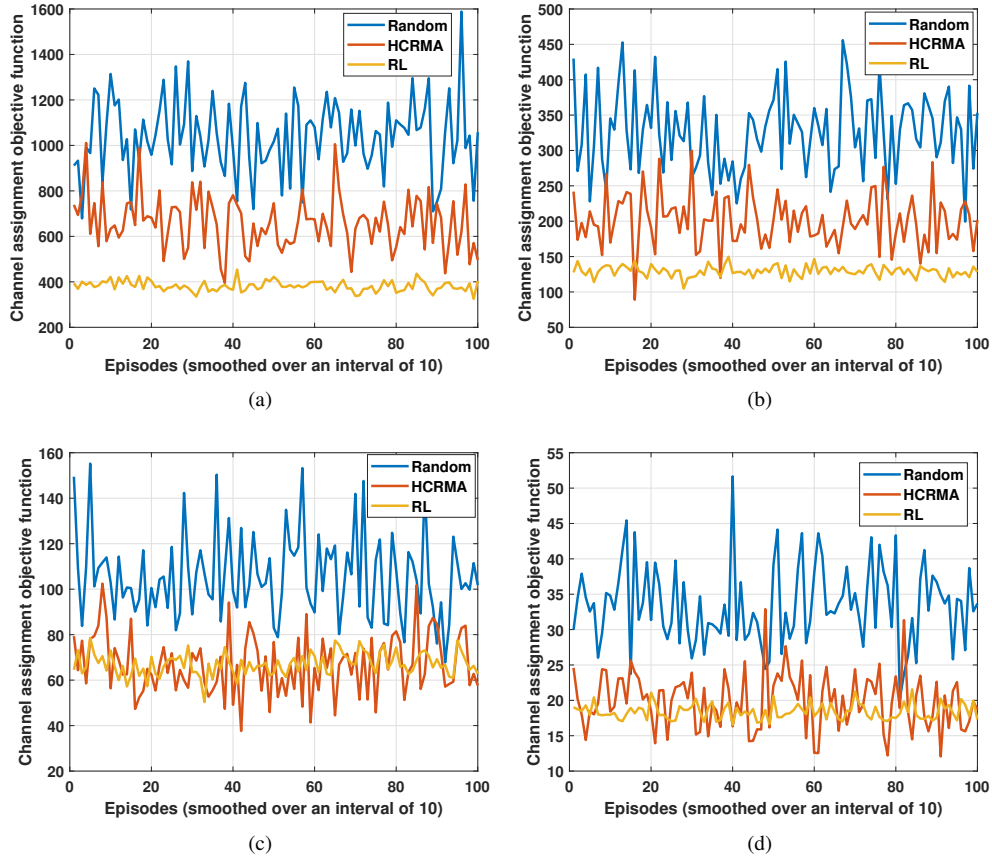 Channel assignment objective function
1600
1400
1200
1000
800
600
400
200
Random
HCRMA
RL
0 20 40 60 80 100
Episodes (smoothed over an interval of 10)
(a)
Channel assignment objective function
500
450
400
350
300
250
200
150
100
50
Random
HCRMA
RL
0 20 40 60 80 100
Episodes (smoothed over an interval of 10)
(b)
Channel assignment objective function
160
140
120
100
80
60
40
20
Random
HCRMA
RL
0 20 40 60 80 100
Episodes (smoothed over an interval of 10)
(c)
Channel assignment objective function
55
50
45
40
35
30
25
20
15
10
Random
HCRMA
RL
0 20 40 60 80 100
Episodes (smoothed over an interval of 10)
(d)